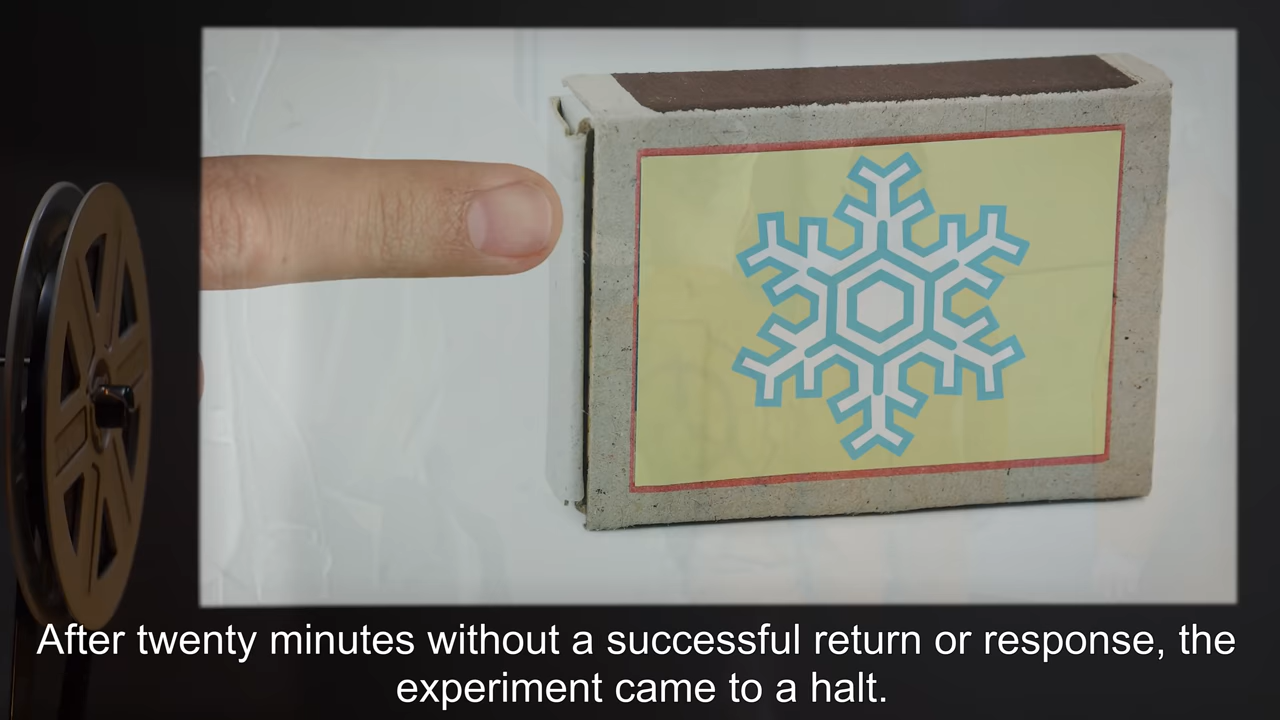 After twenty minutes without a successful return or response, the
experiment came to a halt.